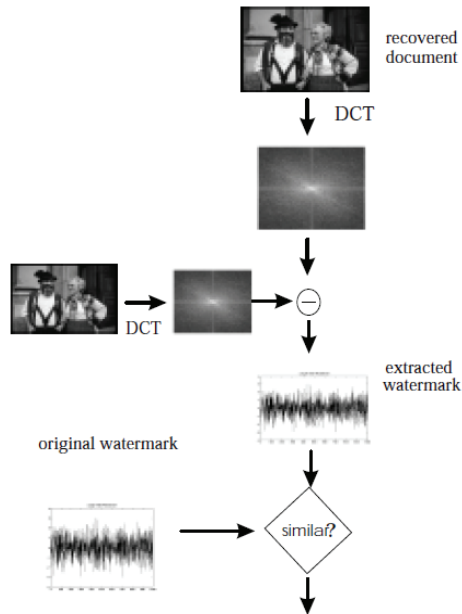 recovered
document
DCT
DCT
extracted
watermark
original watermark
similar?